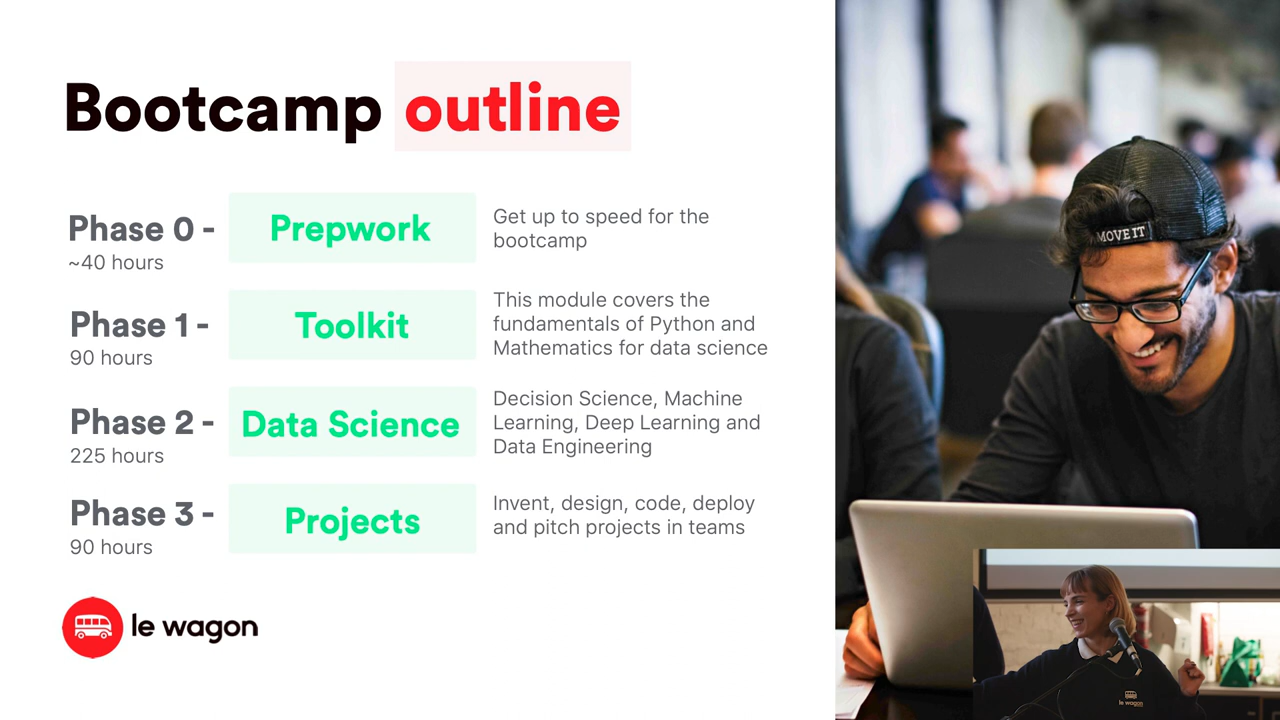 Bootcamp outline
Phase 0 -
~40 hours
Prepwork
Get up to speed for the
bootcamp
Phase 1 -
90 hours
Toolkit
This module covers the
fundamentals of Python and
Mathematics for data science
Phase 2 -
225 hours
Data Science
Decision Science, Machine
Learning, Deep Learning and
Data Engineering
Phase 3 -
90 hours
Projects
Invent, design, code, deploy
and pitch projects in teams
le wagon
MOVE IT
le wagon